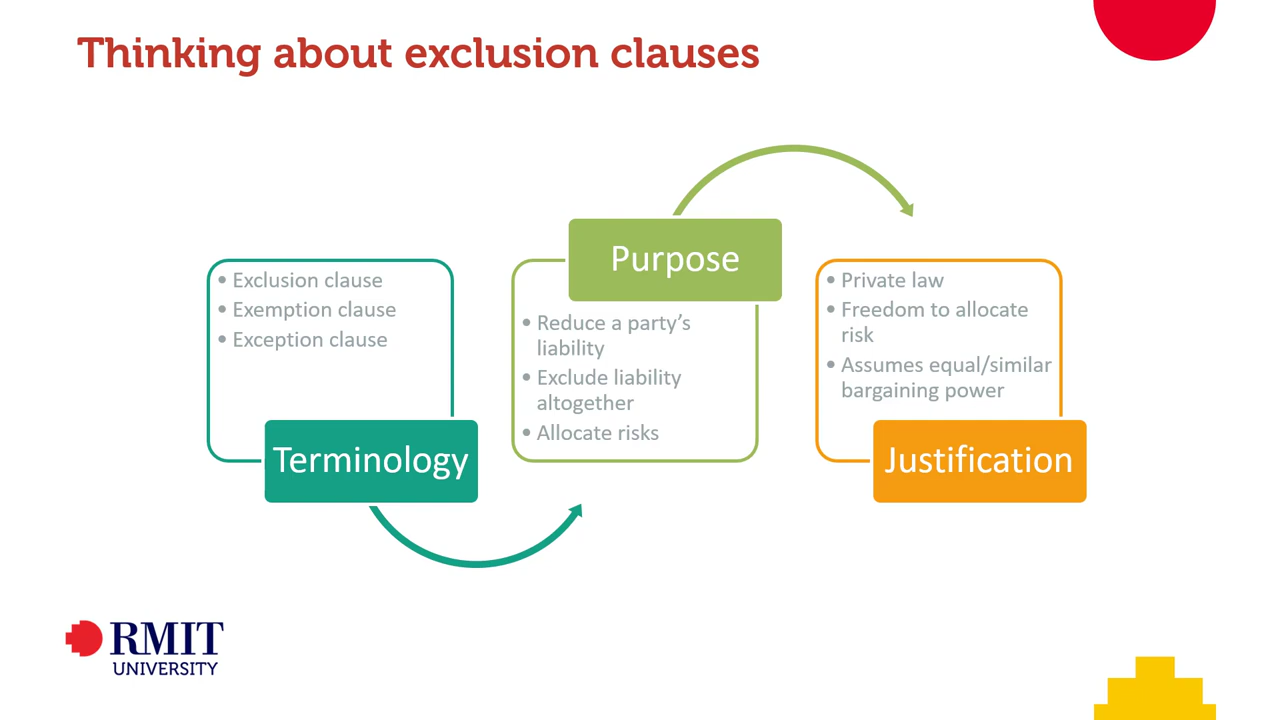 Thinking about exclusion clauses
• Exclusion clause
• Exemption clause
• Exception clause
Terminology
Purpose
• Reduce a party’s
liability
• Exclude liability
altogether
• Allocate risks
• Private law
• Freedom to allocate
risk
• Assumes equal/similar
bargaining power
Justification
RMIT
UNIVERSITY